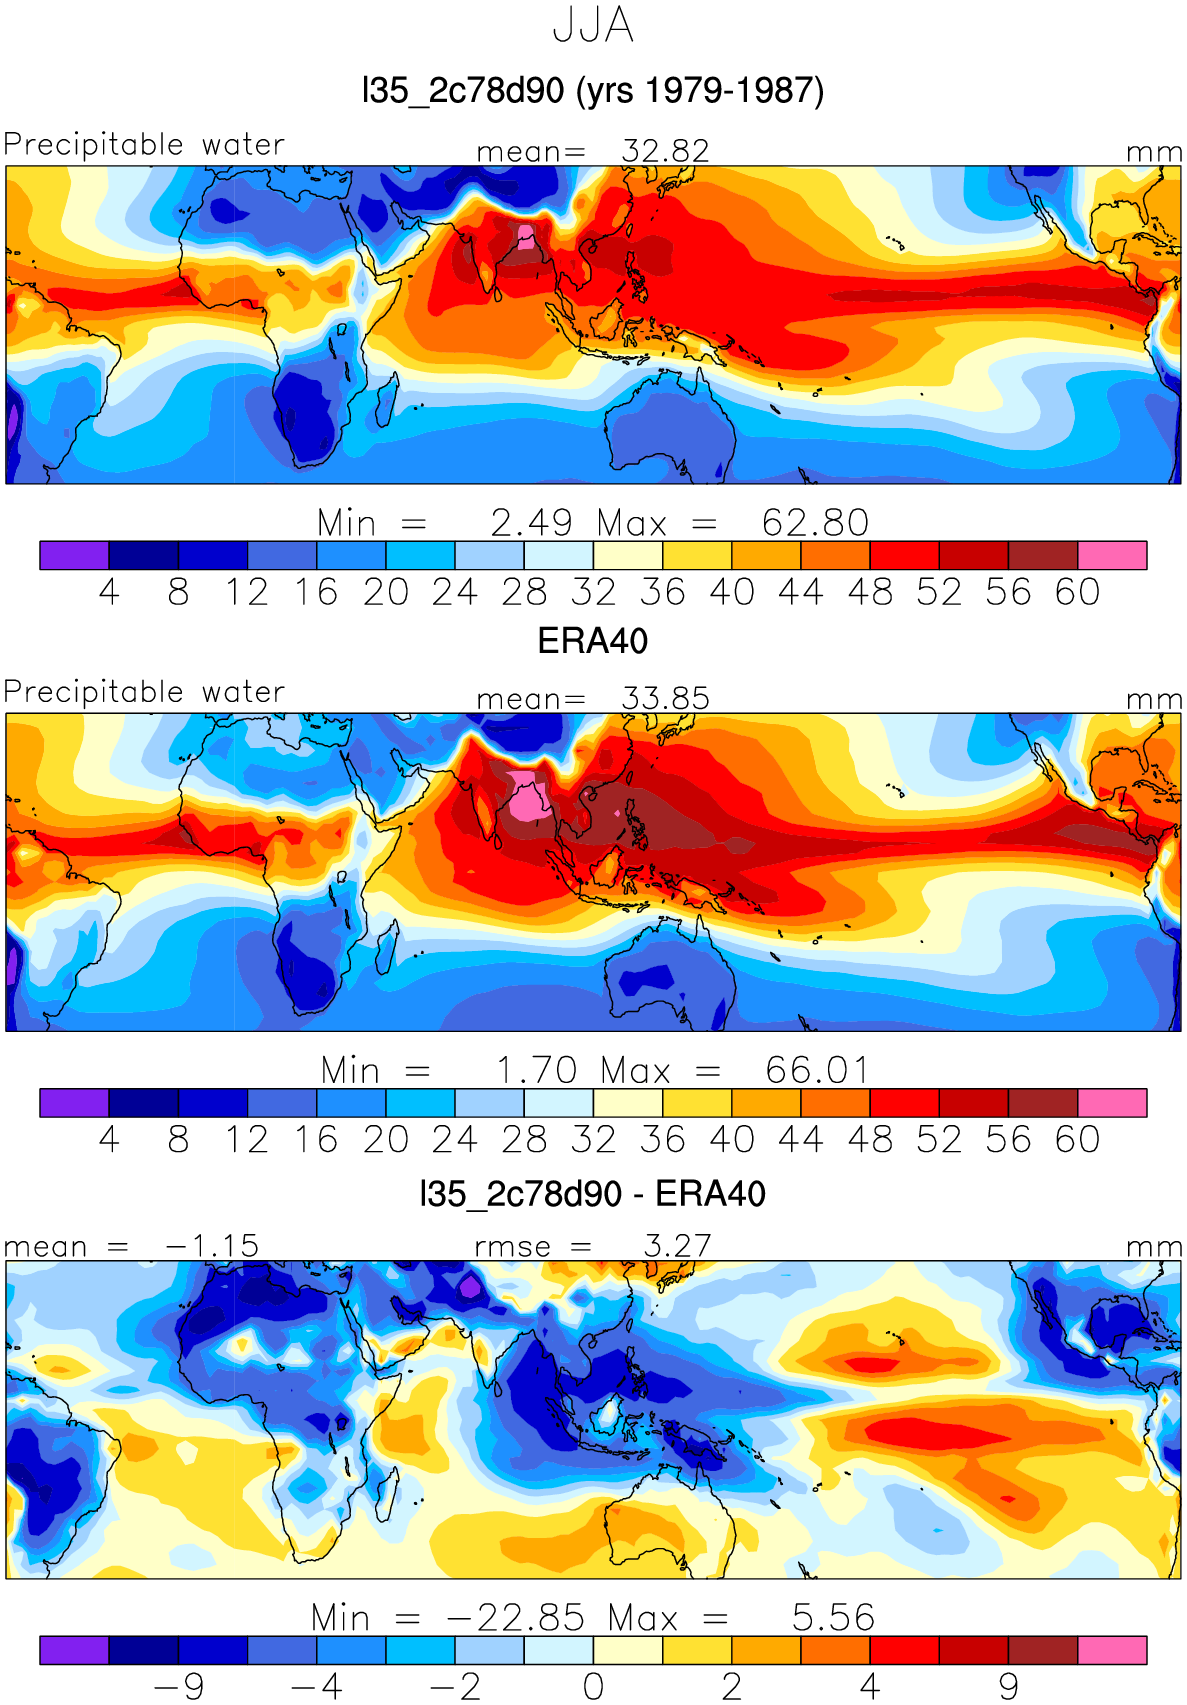 JJA
l35_2c78d90 (yrs 1979-1987)
Precipitable water mean= 32.82 mm
Min = 2.49 Max = 62.80
4 8 12 16 20 24 28 32 36 40 44 48 52 56 60
ERA40
Precipitable water mean= 33.85 mm
Min = 1.70 Max = 66.01
4 8 12 16 20 24 28 32 36 40 44 48 52 56 60
l35_2c78d90 - ERA40
mean = −1.15 rmse = 3.27 mm
Min = −22.85 Max = 5.56
−9 −4 −2 0 2 4 9